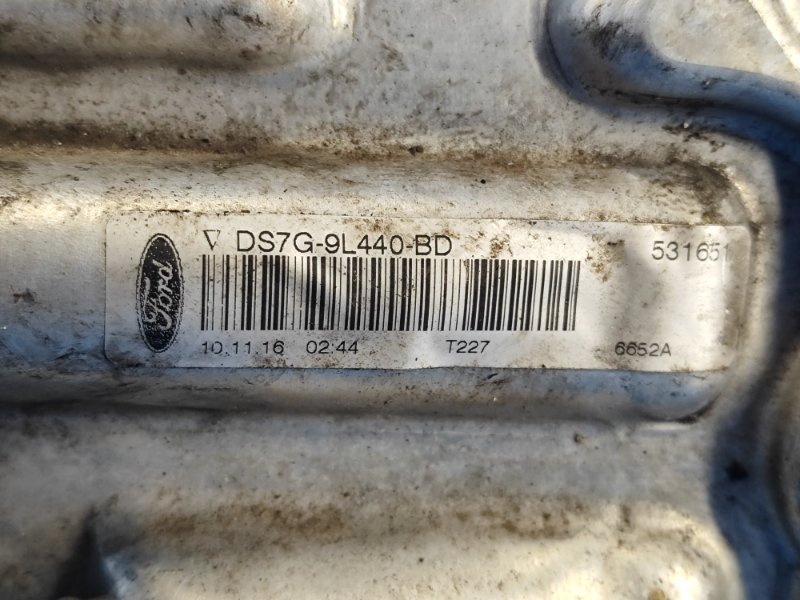 Ford
∇ DS7G-9L440-BD 531651
10.11.16 02:44 T227 6652A